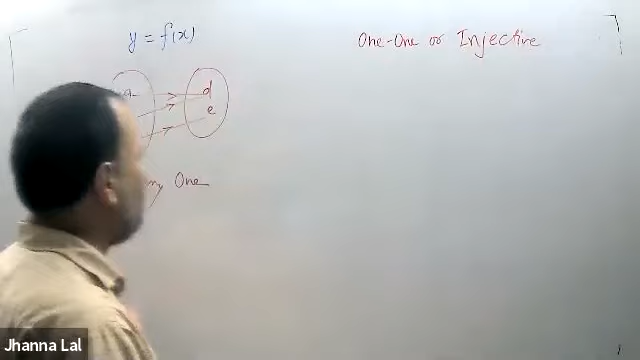 y = f(x)
One-One or Injective
d
e
One
Jhanna Lal